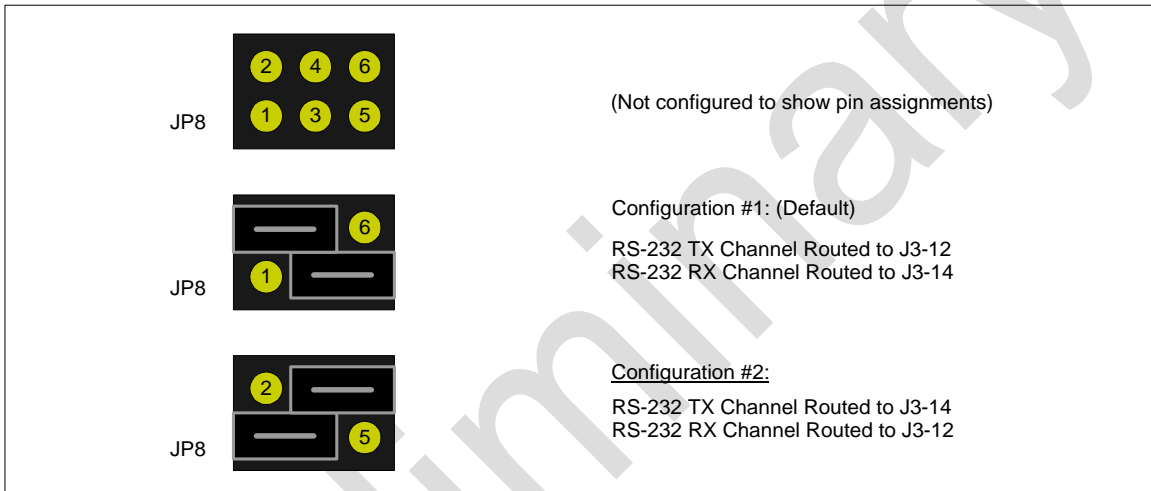 2 4 6
1 3 5
JP8
(Not configured to show pin assignments)
6
1
JP8
Configuration #1: (Default)
RS-232 TX Channel Routed to J3-12
RS-232 RX Channel Routed to J3-14
2
5
JP8
Configuration #2:
RS-232 TX Channel Routed to J3-14
RS-232 RX Channel Routed to J3-12
liminary